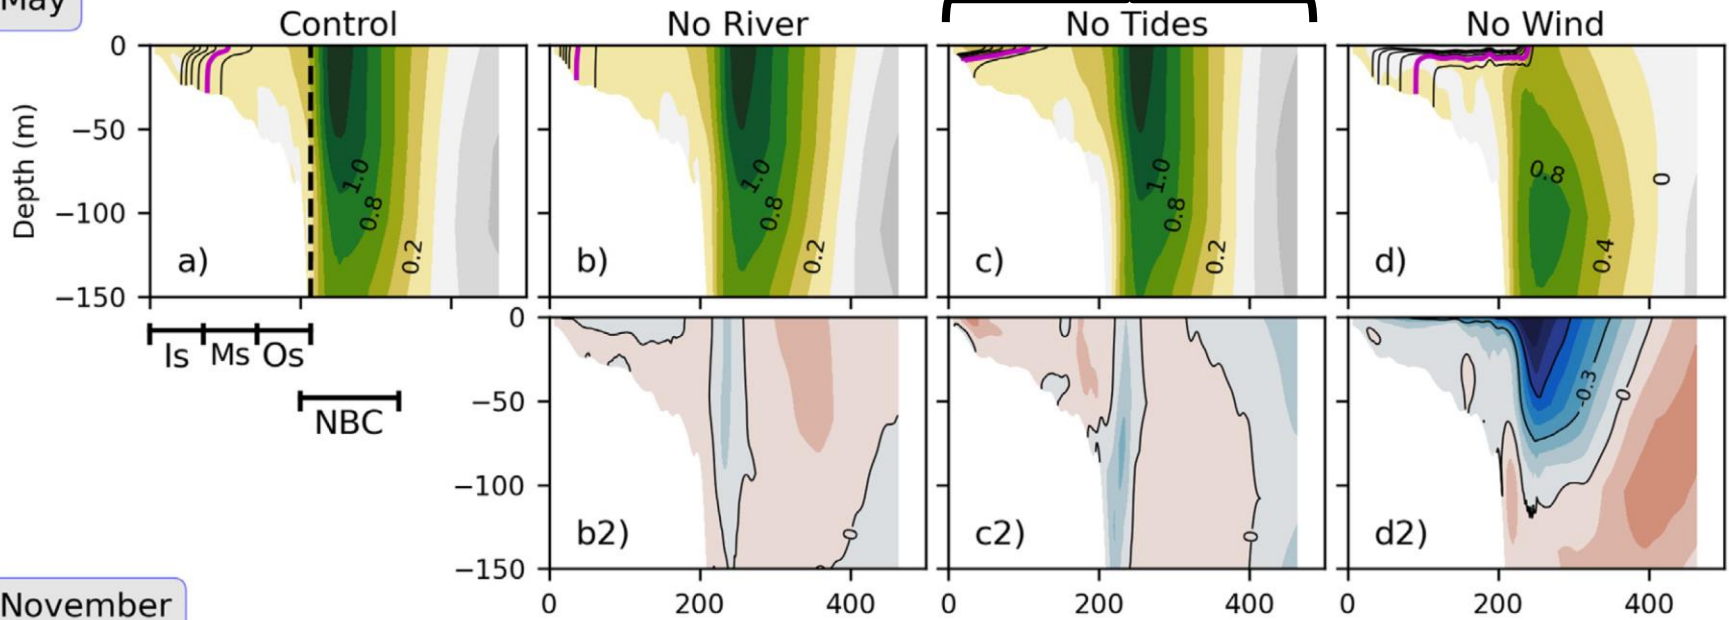 May
Control
No River
No Tides
No Wind
Depth (m)
0
−50
−100
−150
1.0
0.8
0.2
a)
1.0
0.8
0.2
b)
1.0
0.8
0.2
c)
0.8
0.4
0
d)
Is Ms Os
NBC
0
−50
−100
−150
0
b2)
0
c2)
-0.3
0
d2)
0 200 400
0 200 400
0 200 400
November